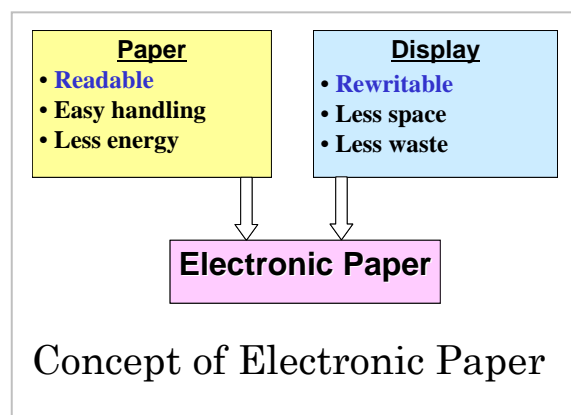 Paper
• Readable
• Easy handling
• Less energy
Display
• Rewritable
• Less space
• Less waste
Electronic Paper
Concept of Electronic Paper